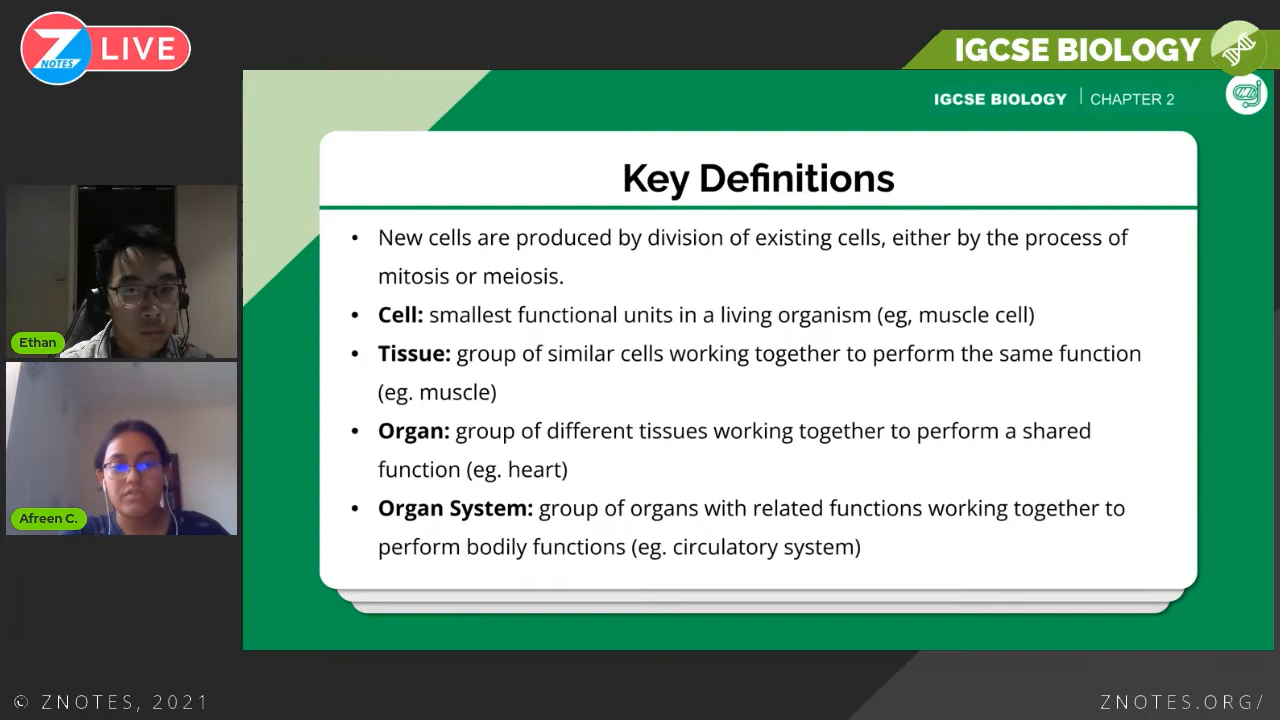 Z
NOTES
LIVE
IGCSE BIOLOGY
IGCSE BIOLOGY | CHAPTER 2
Key Definitions
• New cells are produced by division of existing cells, either by the process of
mitosis or meiosis.
• Cell: smallest functional units in a living organism (eg, muscle cell)
• Tissue: group of similar cells working together to perform the same function
(eg. muscle)
• Organ: group of different tissues working together to perform a shared
function (eg. heart)
• Organ System: group of organs with related functions working together to
perform bodily functions (eg. circulatory system)
Ethan
Afreen C.
© ZNOTES, 2021
ZNOTES.ORG/